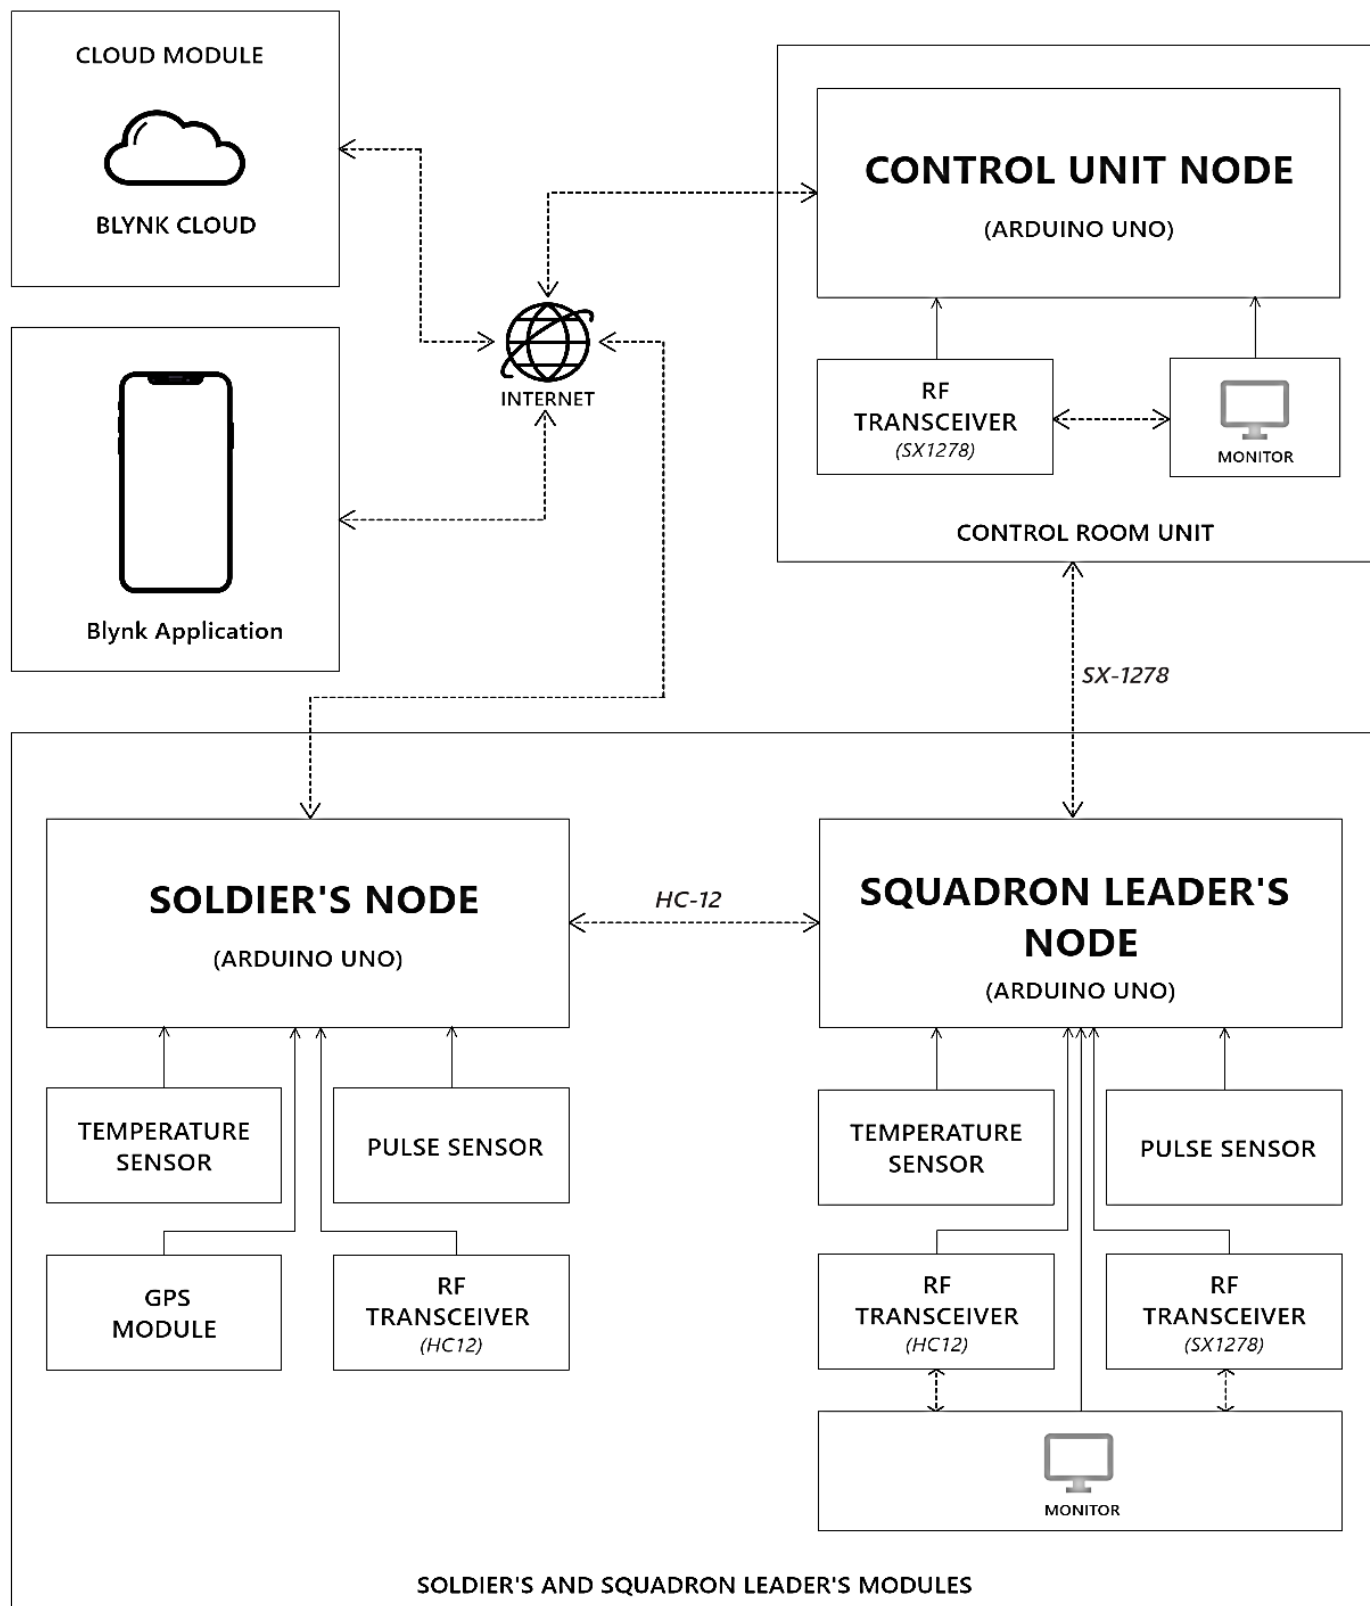 CLOUD MODULE
BLYNK CLOUD
CONTROL UNIT NODE
(ARDUINO UNO)
INTERNET
RF
TRANSCEIVER
(SX1278)
MONITOR
CONTROL ROOM UNIT
Blynk Application
SX-1278
SOLDIER'S NODE
(ARDUINO UNO)
HC-12
SQUADRON LEADER'S
NODE
(ARDUINO UNO)
TEMPERATURE
SENSOR
PULSE SENSOR
GPS
MODULE
RF
TRANSCEIVER
(HC12)
TEMPERATURE
SENSOR
PULSE SENSOR
RF
TRANSCEIVER
(HC12)
RF
TRANSCEIVER
(SX1278)
MONITOR
SOLDIER'S AND SQUADRON LEADER'S MODULES